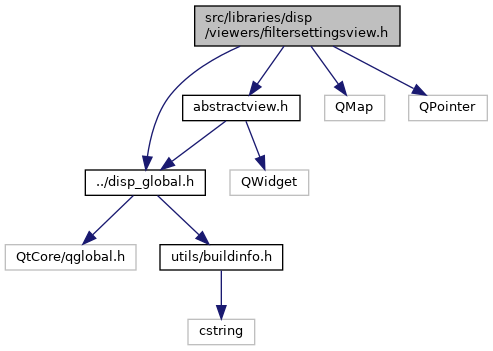 src/libraries/disp
/viewers/filtersettingsview.h
abstractview.h
QMap
QPointer
../disp_global.h
QWidget
QtCore/qglobal.h
utils/buildinfo.h
cstring